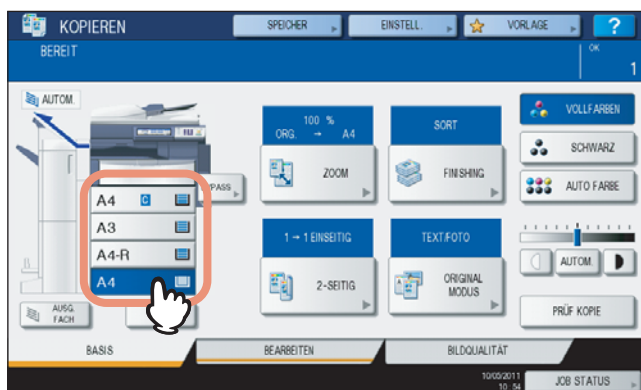 KOPIEREN
SPEICHER
EINSTELL.
VORLAGE
?
BEREIT
OK
1
AUTOM.
100 %
ORG. → A4
SORT
VOLLFARBEN
ZOOM
FINISHING
SCHWARZ
PASS
AUTO FARBE
A4 C
A3
A4-R
A4
1 → 1 EINSEITIG
TEXT/FOTO
2-SEITIG
ORIGINAL
MODUS
AUTOM.
AUSG.
FACH
PRÜF KOPIE
BASIS
BEARBEITEN
BILDQUALITÄT
10/05/2011
10:54
JOB STATUS